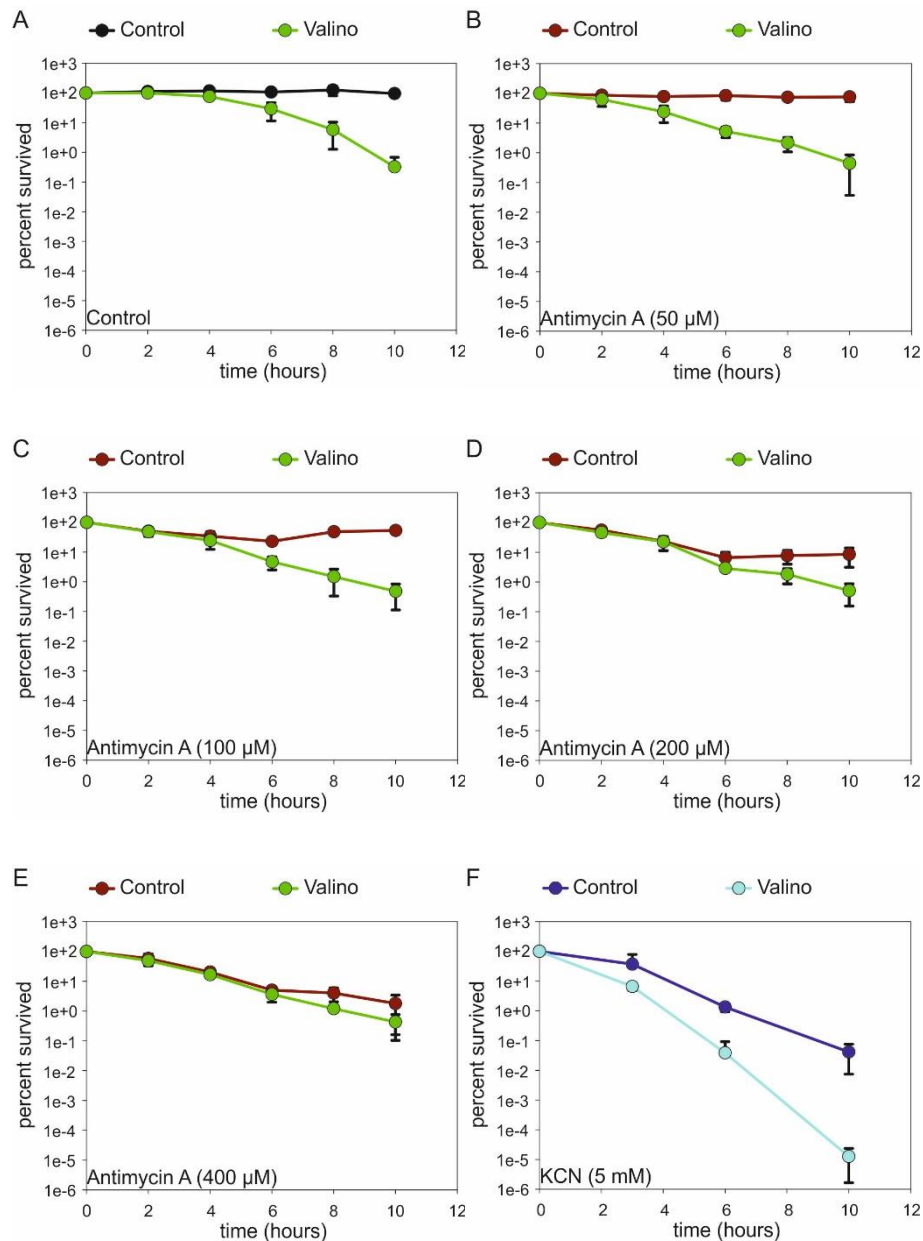 A
Control Valino
percent survived
1e+3
1e+2
1e+1
1e+0
1e-1
1e-2
1e-3
1e-4
1e-5
1e-6
Control
0 2 4 6 8 10 12
time (hours)
B
Control Valino
percent survived
1e+3
1e+2
1e+1
1e+0
1e-1
1e-2
1e-3
1e-4
1e-5
1e-6
Antimycin A (50 µM)
0 2 4 6 8 10 12
time (hours)
C
Control Valino
percent survived
1e+3
1e+2
1e+1
1e+0
1e-1
1e-2
1e-3
1e-4
1e-5
1e-6
Antimycin A (100 µM)
0 2 4 6 8 10 12
time (hours)
D
Control Valino
percent survived
1e+3
1e+2
1e+1
1e+0
1e-1
1e-2
1e-3
1e-4
1e-5
1e-6
Antimycin A (200 µM)
0 2 4 6 8 10 12
time (hours)
E
Control Valino
percent survived
1e+3
1e+2
1e+1
1e+0
1e-1
1e-2
1e-3
1e-4
1e-5
1e-6
Antimycin A (400 µM)
0 2 4 6 8 10 12
time (hours)
F
Control Valino
percent survived
1e+3
1e+2
1e+1
1e+0
1e-1
1e-2
1e-3
1e-4
1e-5
1e-6
KCN (5 mM)
0 2 4 6 8 10 12
time (hours)